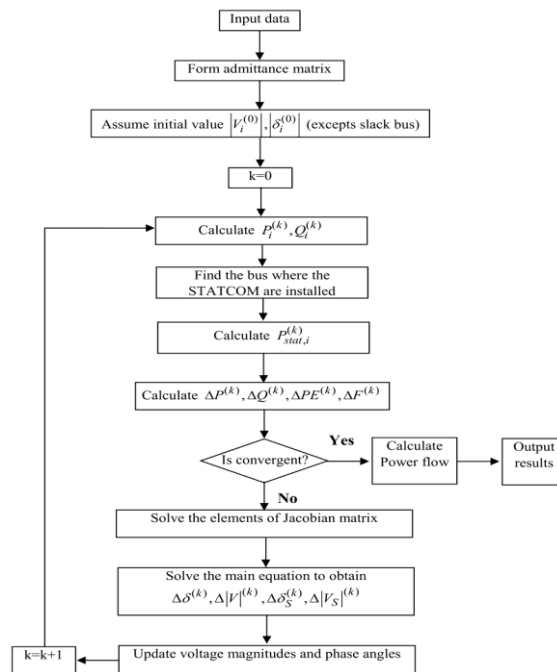 Input data
Form admittance matrix
Assume initial value |V_i^{(0)}|, |δ_i^{(0)}| (excepts slack bus)
k=0
Calculate P_i^{(k)}, Q_i^{(k)}
Find the bus where the
STATCOM are installed
Calculate P_{stat,i}^{(k)}
Calculate ΔP^{(k)}, ΔQ^{(k)}, ΔPE^{(k)}, ΔF^{(k)}
Is convergent?
Yes
Calculate
Power flow
Output
results
No
Solve the elements of Jacobian matrix
Solve the main equation to obtain
Δδ^{(k)}, Δ|V|^{(k)}, Δδ_S^{(k)}, Δ|V_S|^{(k)}
Update voltage magnitudes and phase angles
k=k+1